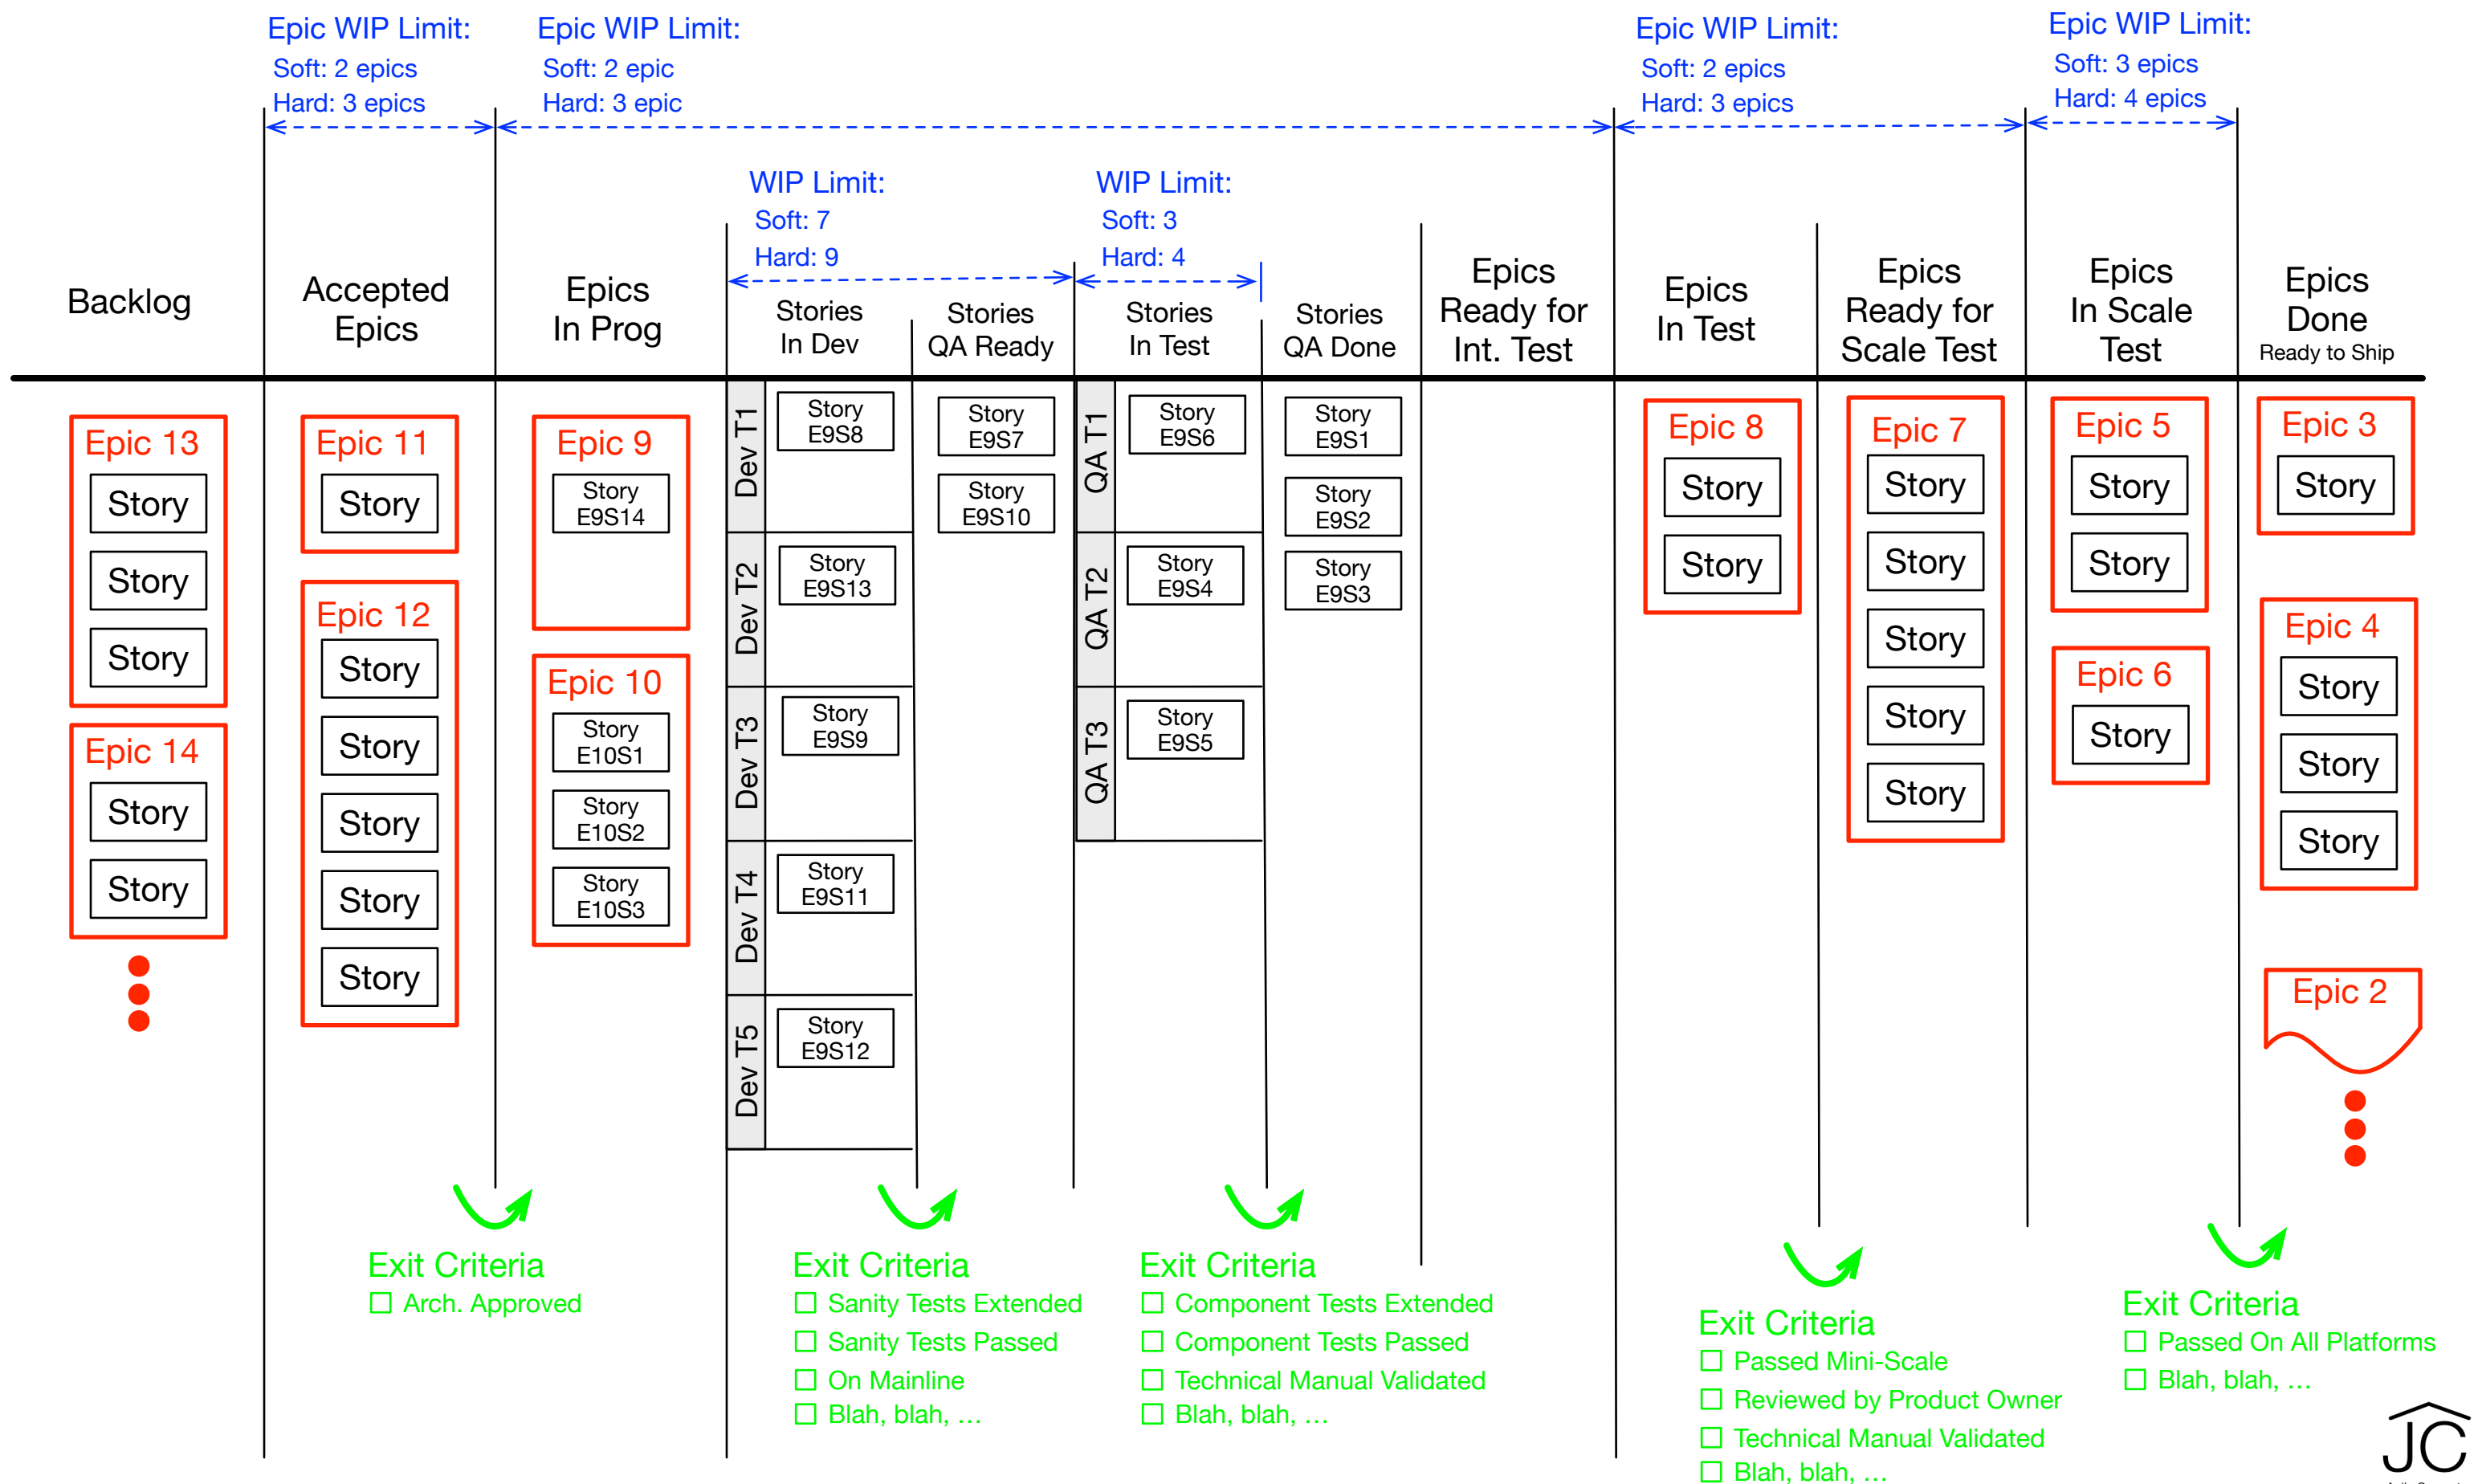 Epic WIP Limit:
Soft: 2 epics
Hard: 3 epics
Epic WIP Limit:
Soft: 2 epic
Hard: 3 epic
Epic WIP Limit:
Soft: 2 epics
Hard: 3 epics
Epic WIP Limit:
Soft: 3 epics
Hard: 4 epics
WIP Limit:
Soft: 7
Hard: 9
WIP Limit:
Soft: 3
Hard: 4
Backlog
Accepted
Epics
Epics
In Prog
Stories
In Dev
Stories
QA Ready
Stories
In Test
Stories
QA Done
Epics
Ready for
Int. Test
Epics
In Test
Epics
Ready for
Scale Test
Epics
In Scale
Test
Epics
Done
Ready to Ship
Epic 13
Story
Story
Story
Epic 14
Story
Story
Epic 11
Story
Epic 12
Story
Story
Story
Story
Story
Epic 9
Story
E9S14
Epic 10
Story
E10S1
Story
E10S2
Story
E10S3
Dev T1
Story
E9S8
Dev T2
Story
E9S13
Dev T3
Story
E9S9
Dev T4
Story
E9S11
Dev T5
Story
E9S12
Story
E9S7
Story
E9S10
QA T1
Story
E9S6
QA T2
Story
E9S4
QA T3
Story
E9S5
Story
E9S1
Story
E9S2
Story
E9S3
Epic 8
Story
Story
Epic 7
Story
Story
Story
Story
Story
Epic 5
Story
Story
Epic 6
Story
Epic 3
Story
Epic 4
Story
Story
Story
Epic 2
Exit Criteria
Arch. Approved
Exit Criteria
Sanity Tests Extended
Sanity Tests Passed
On Mainline
Blah, blah, …
Exit Criteria
Component Tests Extended
Component Tests Passed
Technical Manual Validated
Blah, blah, …
Exit Criteria
Passed Mini-Scale
Reviewed by Product Owner
Technical Manual Validated
Blah, blah, …
Exit Criteria
Passed On All Platforms
Blah, blah, …
JC